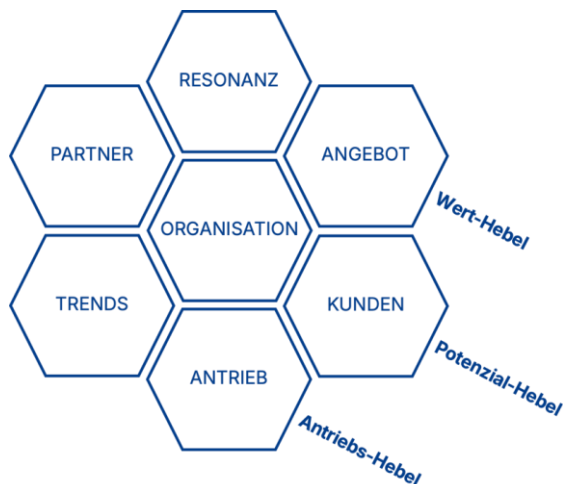 RESONANZ
PARTNER
ANGEBOT
Wert-Hebel
ORGANISATION
TRENDS
KUNDEN
Potenzial-Hebel
ANTRIEB
Antriebs-Hebel